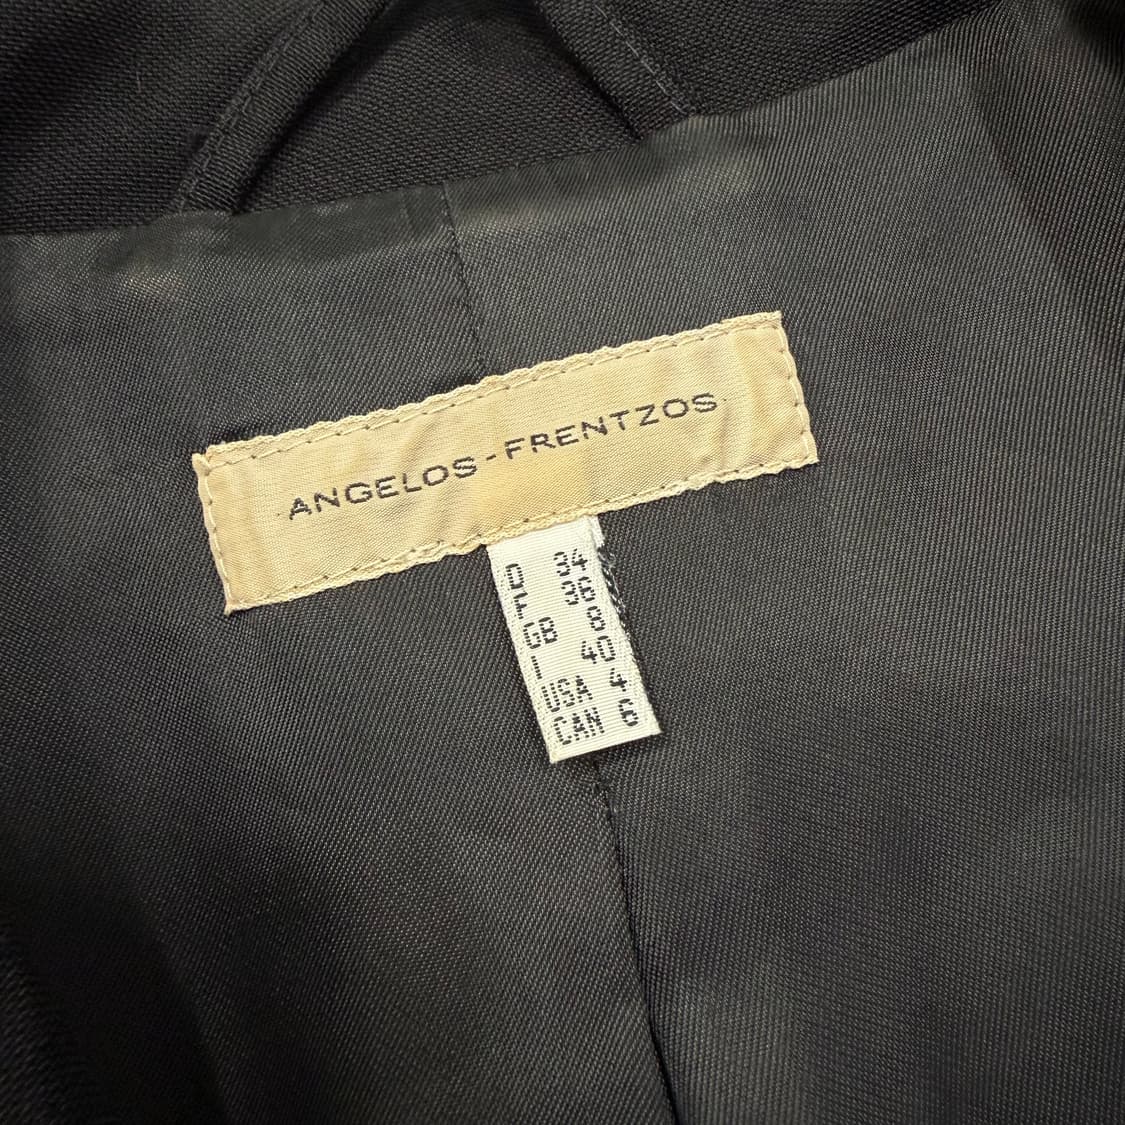 ANGELOS-FRENTZOS
D 34
F 36
GB 8
I 40
USA 4
CAN 6